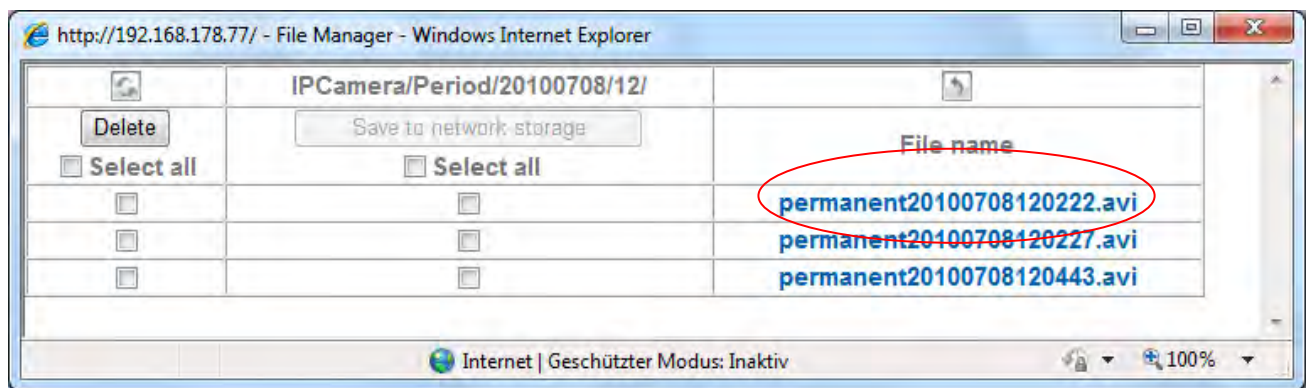 http://192.168.178.77/ - File Manager - Windows Internet Explorer
IPCamera/Period/20100708/12/
Delete Save to network storage
File name
Select all Select all
permanent20100708120222.avi
permanent20100708120227.avi
permanent20100708120443.avi
Internet | Geschützter Modus: Inaktiv 100%